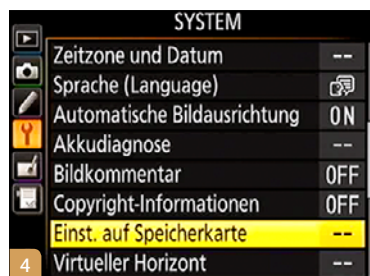 SYSTEM
Zeitzone und Datum --
Sprache (Language)
Automatische Bildausrichtung ON
Akkudiagnose --
Bildkommentar OFF
Copyright-Informationen OFF
Einst. auf Speicherkarte --
4 Virtueller Horizont --